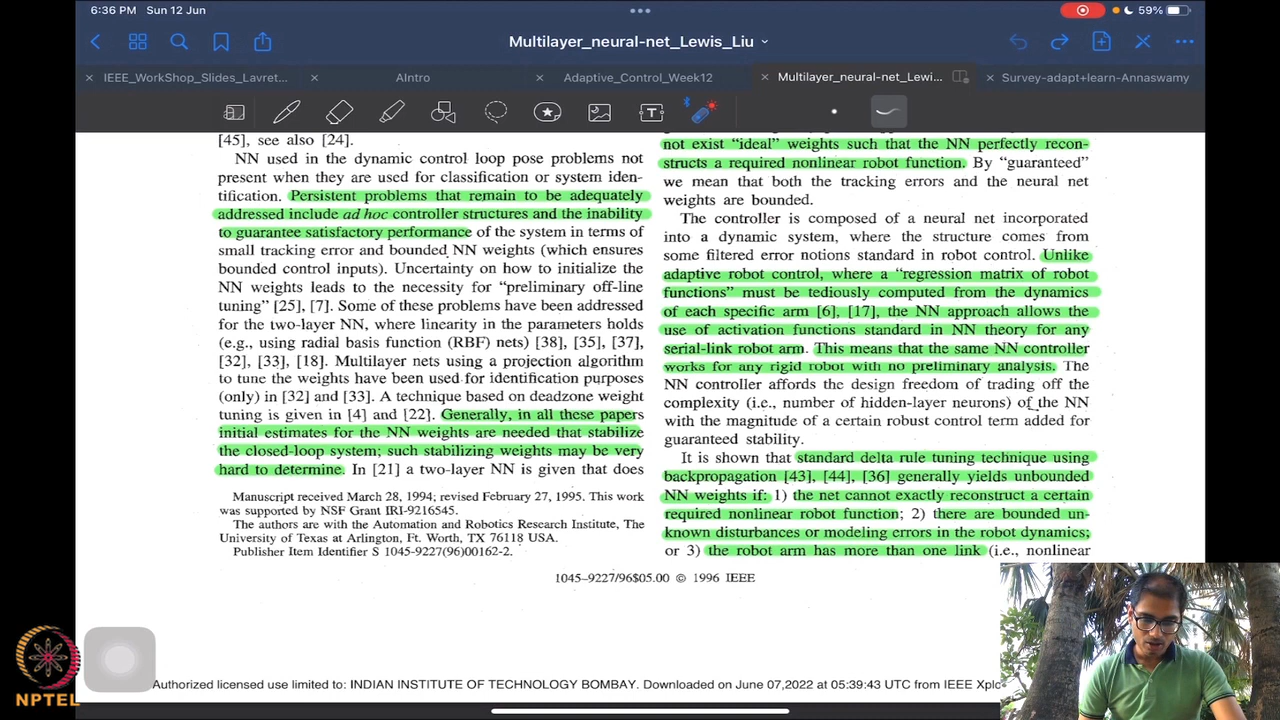 6:36 PM Sun 12 Jun
59%
Multilayer_neural-net_Lewis_Liu
IEEE_WorkShop_Slides_Lavret...
AIntro
Adaptive_Control_Week12
Multilayer_neural-net_Lewi...
Survey-adapt+learn-Annaswamy
[45], see also [24].
NN used in the dynamic control loop pose problems not
present when they are used for classification or system iden-
tification. Persistent problems that remain to be adequately
addressed include ad hoc controller structures and the inability
to guarantee satisfactory performance of the system in terms of
small tracking error and bounded NN weights (which ensures
bounded control inputs). Uncertainty on how to initialize the
NN weights leads to the necessity for "preliminary off-line
tuning" [25], [7]. Some of these problems have been addressed
for the two-layer NN, where linearity in the parameters holds
(e.g., using radial basis function (RBF) nets) [38], [35], [37],
[32], [33], [18]. Multilayer nets using a projection algorithm
to tune the weights have been used for identification purposes
(only) in [32] and [33]. A technique based on deadzone weight
tuning is given in [4] and [22]. Generally, in all these papers
initial estimates for the NN weights are needed that stabilize
the closed-loop system; such stabilizing weights may be very
hard to determine. In [21] a two-layer NN is given that does
Manuscript received March 28, 1994; revised February 27, 1995. This work
was supported by NSF Grant IRI-9216545.
The authors are with the Automation and Robotics Research Institute, The
University of Texas at Arlington, Ft. Worth, TX 76118 USA.
Publisher Item Identifier S 1045-9227(96)00162-2.
not exist "ideal" weights such that the NN perfectly recon-
structs a required nonlinear robot function. By "guaranteed"
we mean that both the tracking errors and the neural net
weights are bounded.
The controller is composed of a neural net incorporated
into a dynamic system, where the structure comes from
some filtered error notions standard in robot control. Unlike
adaptive robot control, where a "regression matrix of robot
functions" must be tediously computed from the dynamics
of each specific arm [6], [17], the NN approach allows the
use of activation functions standard in NN theory for any
serial-link robot arm. This means that the same NN controller
works for any rigid robot with no preliminary analysis. The
NN controller affords the design freedom of trading off the
complexity (i.e., number of hidden-layer neurons) of the NN
with the magnitude of a certain robust control term added for
guaranteed stability.
It is shown that standard delta rule tuning technique using
backpropagation [43], [44], [36] generally yields unbounded
NN weights if: 1) the net cannot exactly reconstruct a certain
required nonlinear robot function; 2) there are bounded un-
known disturbances or modeling errors in the robot dynamics;
or 3) the robot arm has more than one link (i.e., nonlinear
1045–9227/96$05.00 © 1996 IEEE
Authorized licensed use limited to: INDIAN INSTITUTE OF TECHNOLOGY BOMBAY. Downloaded on June 07,2022 at 05:39:43 UTC from IEEE Xplo
NPTEL